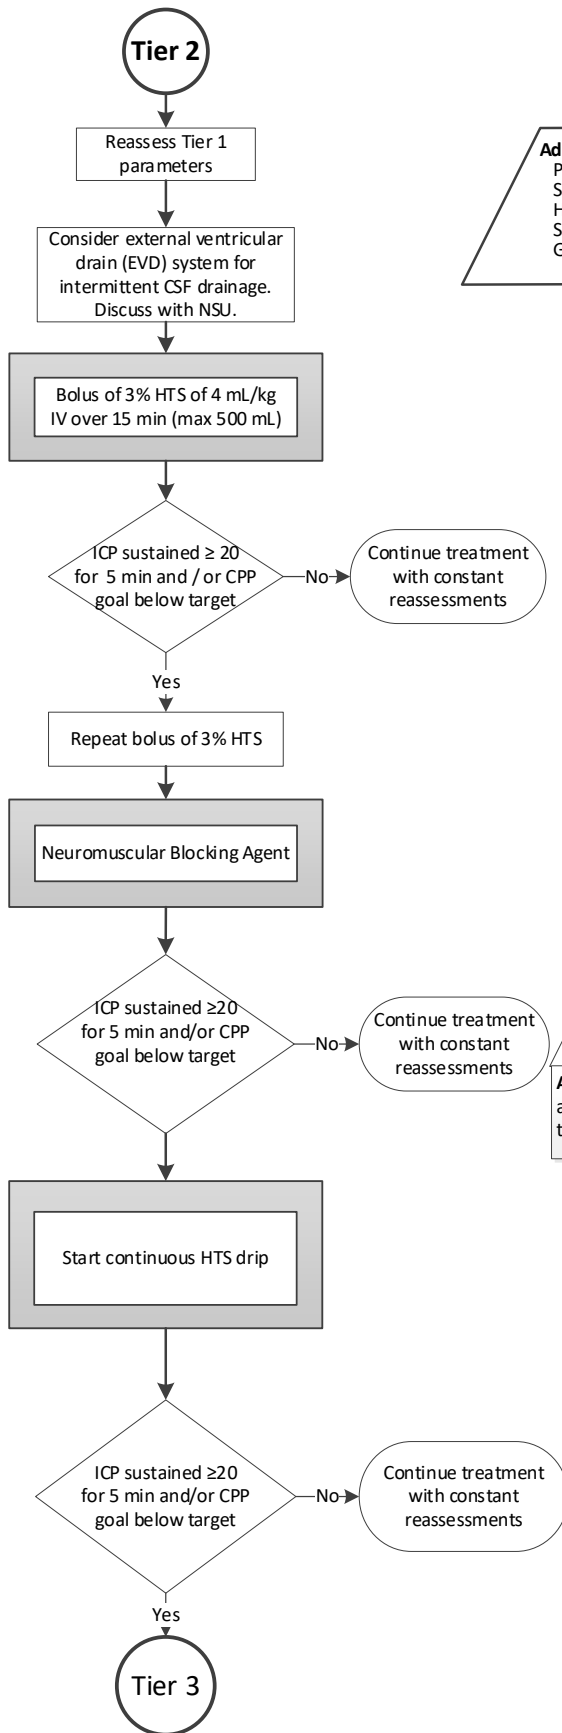 Tier 2
Reassess Tier 1
parameters
Consider external ventricular
drain (EVD) system for
intermittent CSF drainage.
Discuss with NSU.
Bolus of 3% HTS of 4 mL/kg
IV over 15 min (max 500 mL)
ICP sustained ≥ 20
for 5 min and / or CPP
goal below target
No
Continue treatment
with constant
reassessments
Yes
Repeat bolus of 3% HTS
Neuromuscular Blocking Agent
ICP sustained ≥20
for 5 min and/or CPP
goal below target
No
Continue treatment
with constant
reassessments
Start continuous HTS drip
ICP sustained ≥20
for 5 min and/or CPP
goal below target
No
Continue treatment
with constant
reassessments
Yes
Tier 3